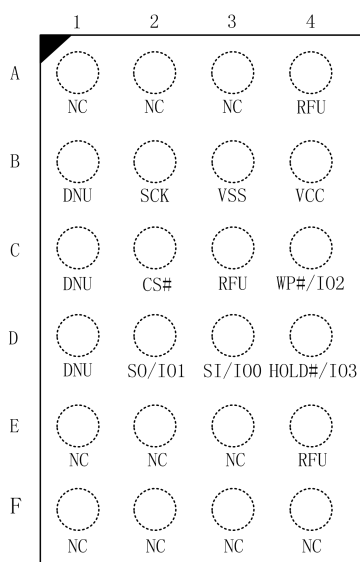 1 2 3 4
A
NC NC NC RFU
B
DNU SCK VSS VCC
C
DNU CS# RFU WP#/IO2
D
DNU SO/IO1 SI/IO0 HOLD#/IO3
E
NC NC NC RFU
F
NC NC NC NC